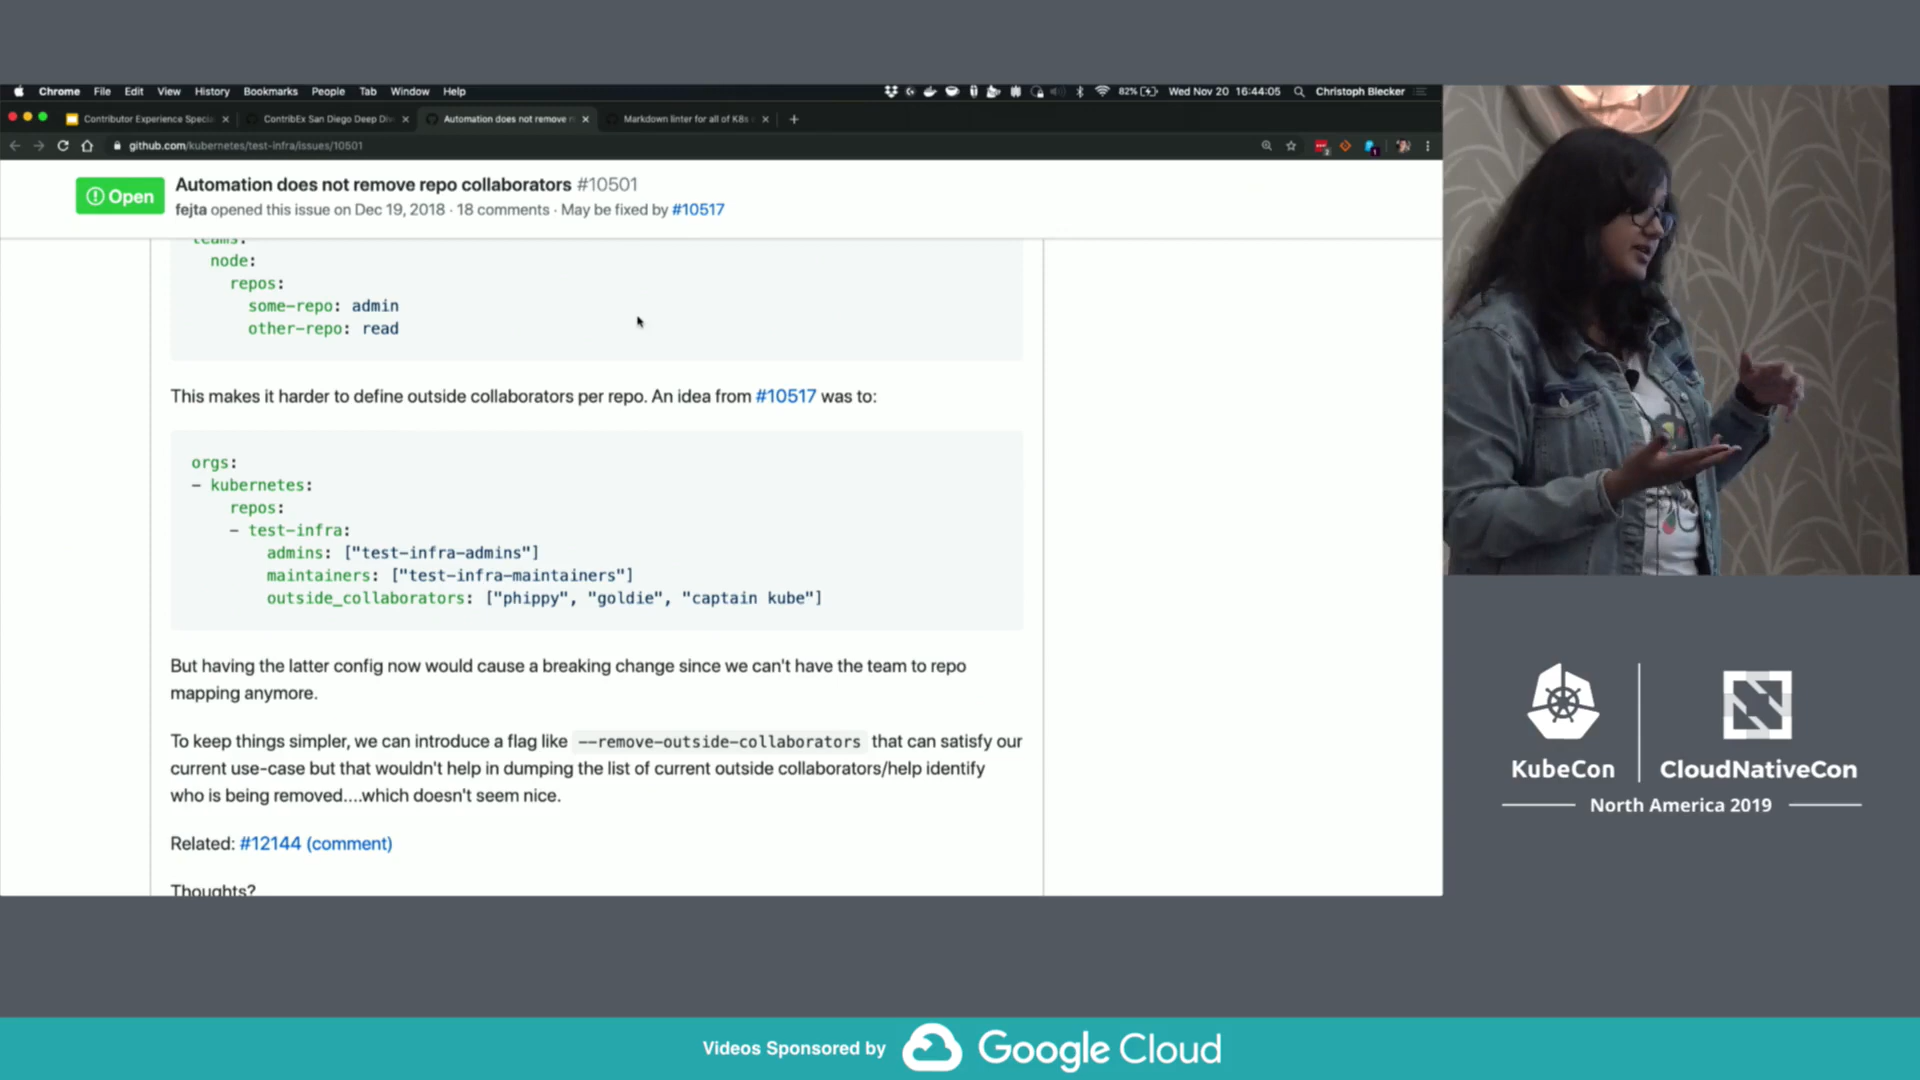 Chrome File Edit View History Bookmarks People Tab Window Help
82% Wed Nov 20 16:44:05 Christoph Blecker
Contributor Experience Specia
ContribEx San Diego Deep Div
Automation does not remove r
Markdown linter for all of K8s
github.com/kubernetes/test-infra/issues/10501
Open
Automation does not remove repo collaborators #10501
fejta opened this issue on Dec 19, 2018 · 18 comments · May be fixed by #10517
teams:
node:
repos:
some-repo: admin
other-repo: read
This makes it harder to define outside collaborators per repo. An idea from #10517 was to:
orgs:
- kubernetes:
repos:
- test-infra:
admins: ["test-infra-admins"]
maintainers: ["test-infra-maintainers"]
outside_collaborators: ["phippy", "goldie", "captain kube"]
But having the latter config now would cause a breaking change since we can't have the team to repo
mapping anymore.
To keep things simpler, we can introduce a flag like --remove-outside-collaborators that can satisfy our
current use-case but that wouldn't help in dumping the list of current outside collaborators/help identify
who is being removed....which doesn't seem nice.
Related: #12144 (comment)
Thoughts?
KubeCon
CloudNativeCon
North America 2019
Videos Sponsored by
Google Cloud